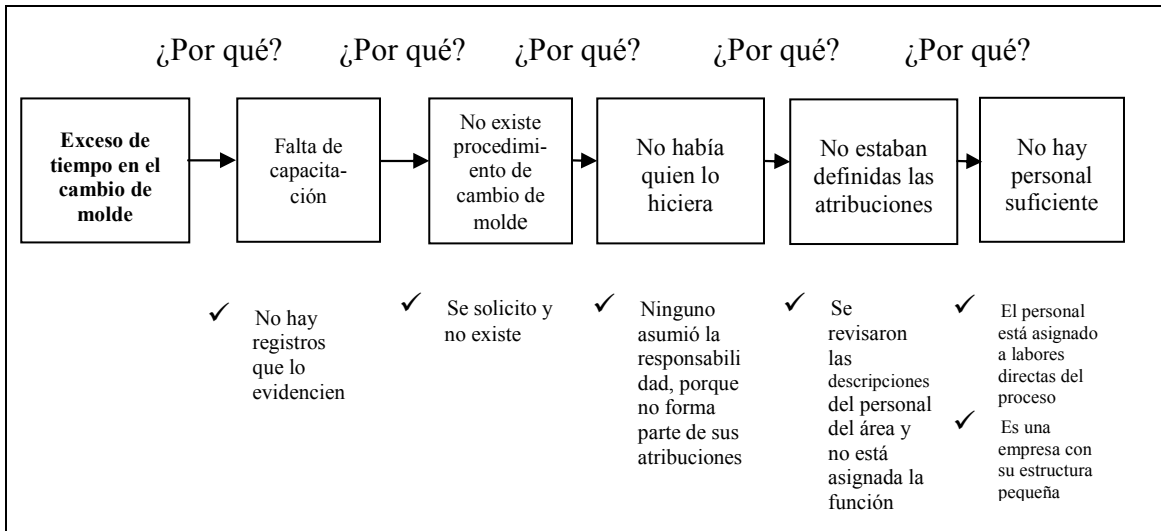 ¿Por qué? ¿Por qué? ¿Por qué? ¿Por qué? ¿Por qué?
Exceso de
tiempo en el
cambio de
molde
Falta de
capacita-
ción
No existe
procedimi-
ento de
cambio de
molde
No había
quien lo
hiciera
No estaban
definidas las
atribuciones
No hay
personal
suficiente
✓ No hay
registros
que lo
evidencien
✓ Se solicito y
no existe
✓ Ninguno
asumió la
responsabili
dad, porque
no forma
parte de sus
atribuciones
✓ Se
revisaron
las
descripciones
del personal
del área y
no está
asignada la
función
✓ El personal
está asignado
a labores
directas del
proceso
✓ Es una
empresa con
su estructura
pequeña